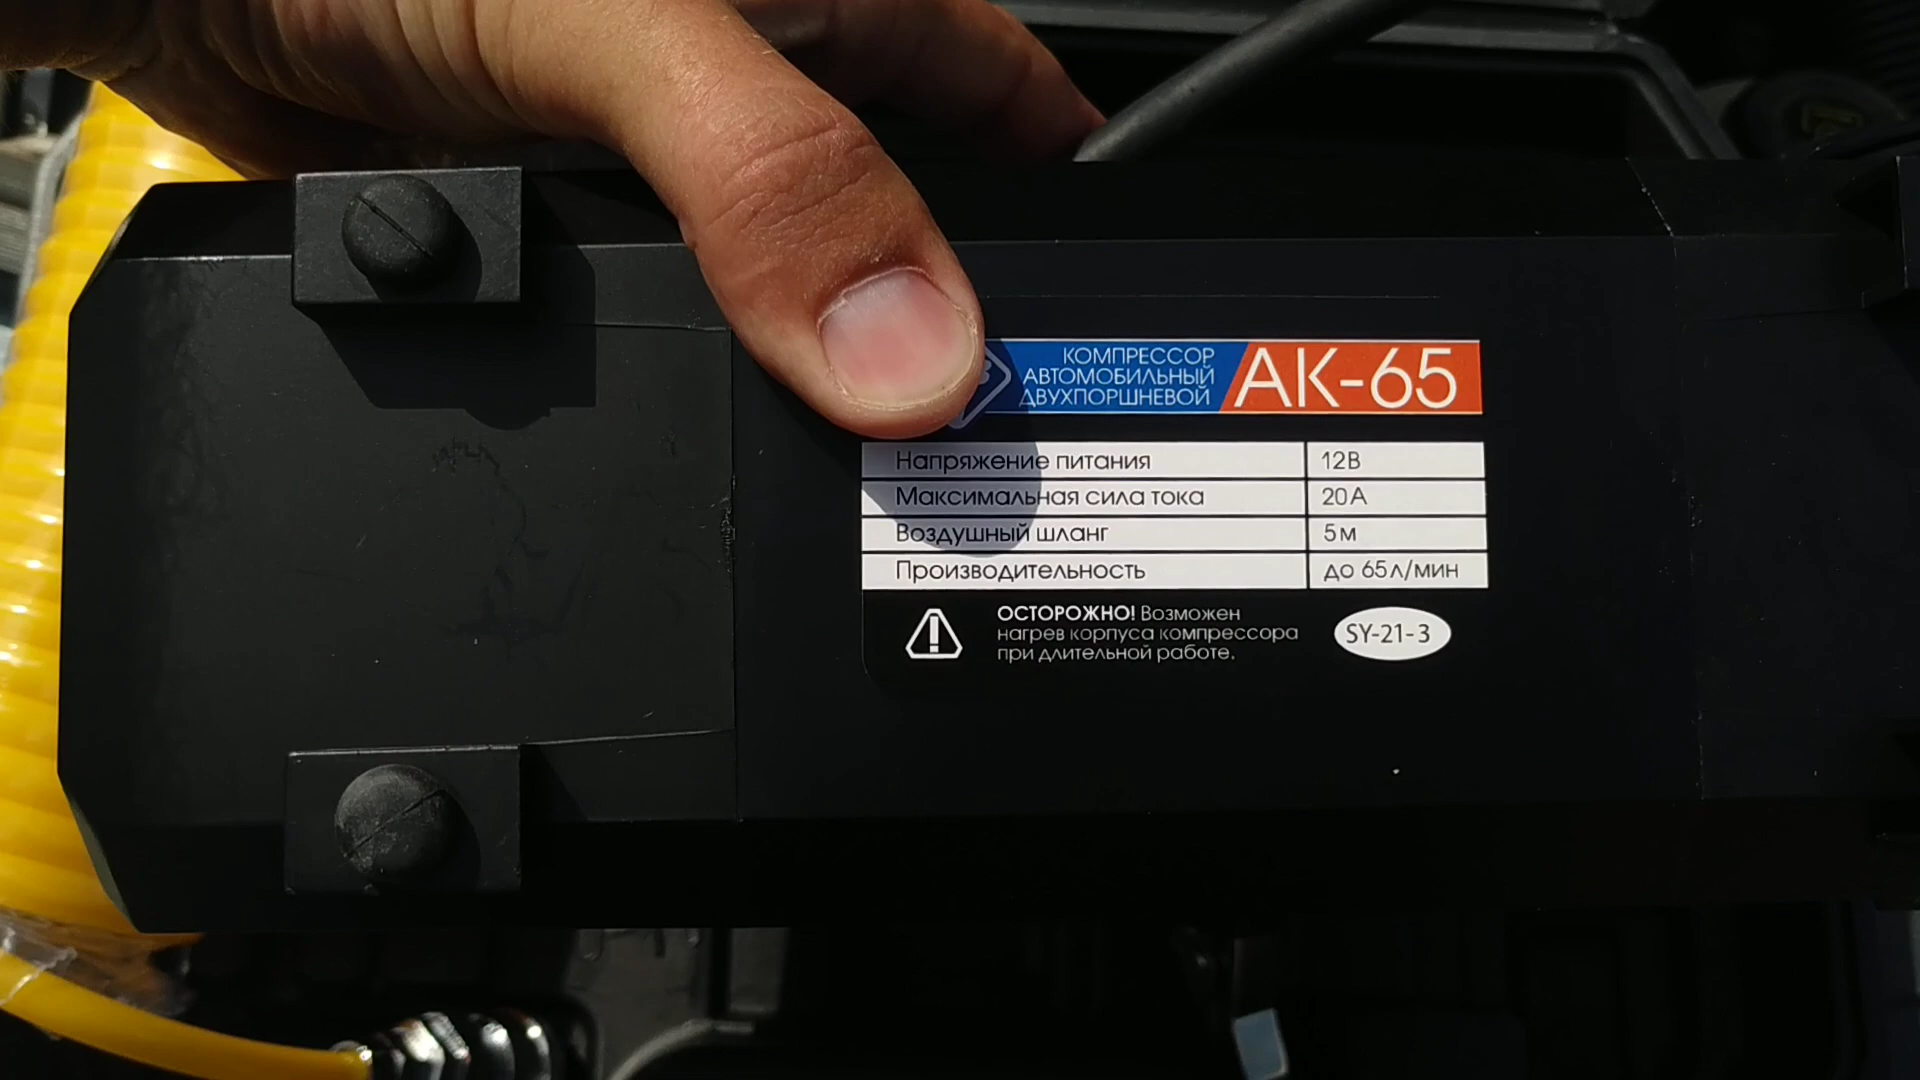 КОМПРЕССОР
АВТОМОБИЛЬНЫЙ
ДВУХПОРШНЕВОЙ
АК-65
Напряжение питания 12В
Максимальная сила тока 20А
Воздушный шланг 5м
Производительность до 65л/мин
ОСТОРОЖНО! Возможен
нагрев корпуса компрессора
при длительной работе.
SY-21-3